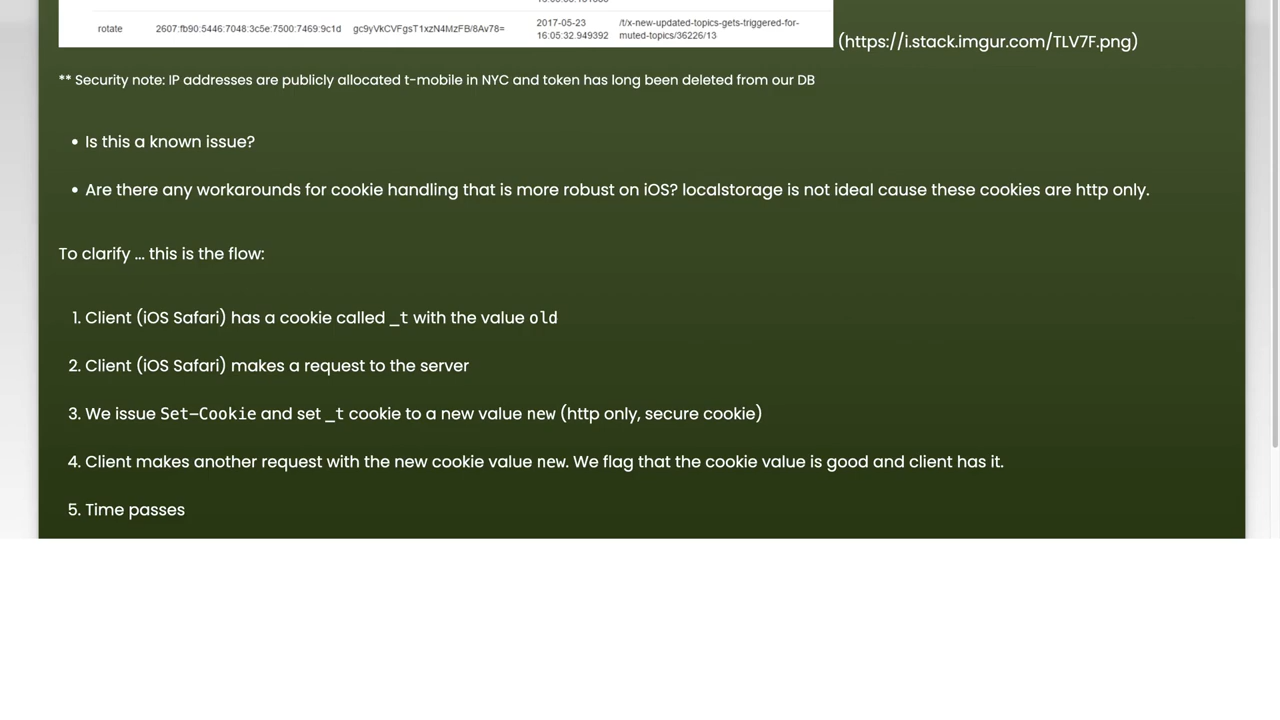 rotate 2607:fb90:5446:7048:3c5e:7500:7469:9c1d gc9yVkCVFgsT1xzN4MzFB/8Av78= 2017-05-23 /t/x-new-updated-topics-gets-triggered-for-
16:05:32.949392 muted-topics/36226/13
(https://i.stack.imgur.com/TLV7F.png)
** Security note: IP addresses are publicly allocated t-mobile in NYC and token has long been deleted from our DB
• Is this a known issue?
• Are there any workarounds for cookie handling that is more robust on iOS? localstorage is not ideal cause these cookies are http only.
To clarify ... this is the flow:
1. Client (iOS Safari) has a cookie called _t with the value old
2. Client (iOS Safari) makes a request to the server
3. We issue Set-Cookie and set _t cookie to a new value new (http only, secure cookie)
4. Client makes another request with the new cookie value new. We flag that the cookie value is good and client has it.
5. Time passes